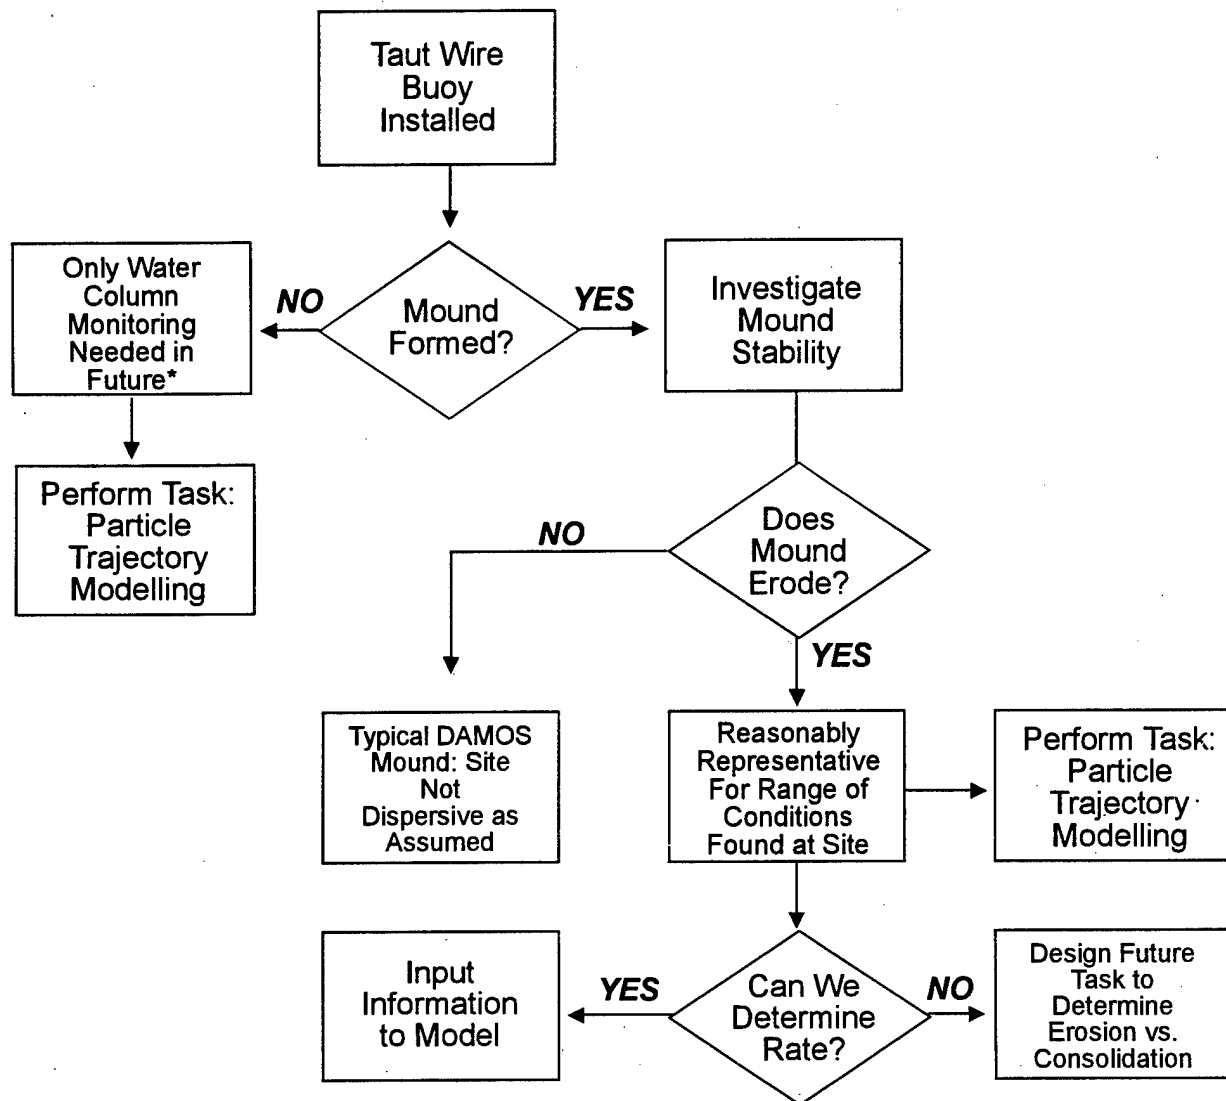 Taut Wire
Buoy
Installed
Only Water
Column
Monitoring
Needed in
Future*
NO
Mound
Formed?
YES
Investigate
Mound
Stability
Perform Task:
Particle
Trajectory
Modelling
NO
Does
Mound
Erode?
YES
Typical DAMOS
Mound: Site
Not
Dispersive as
Assumed
Reasonably
Representative
For Range of
Conditions
Found at Site
Perform Task:
Particle
Trajectory
Modelling
Input
Information
to Model
YES
Can We
Determine
Rate?
NO
Design Future
Task to
Determine
Erosion vs.
Consolidation